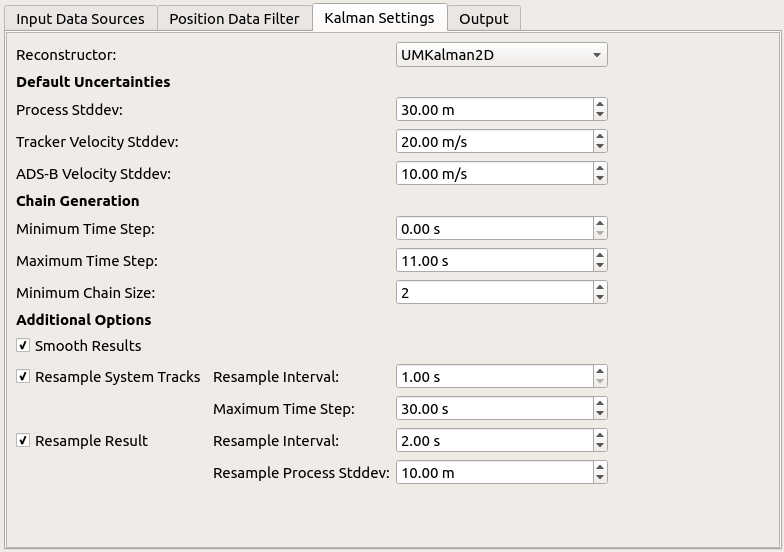 Input Data Sources Position Data Filter Kalman Settings Output
Reconstructor: UMKalman2D
Default Uncertainties
Process Stddev: 30.00 m
Tracker Velocity Stddev: 20.00 m/s
ADS-B Velocity Stddev: 10.00 m/s
Chain Generation
Minimum Time Step: 0.00 s
Maximum Time Step: 11.00 s
Minimum Chain Size: 2
Additional Options
Smooth Results
Resample System Tracks Resample Interval: 1.00 s
Maximum Time Step: 30.00 s
Resample Result Resample Interval: 2.00 s
Resample Process Stddev: 10.00 m